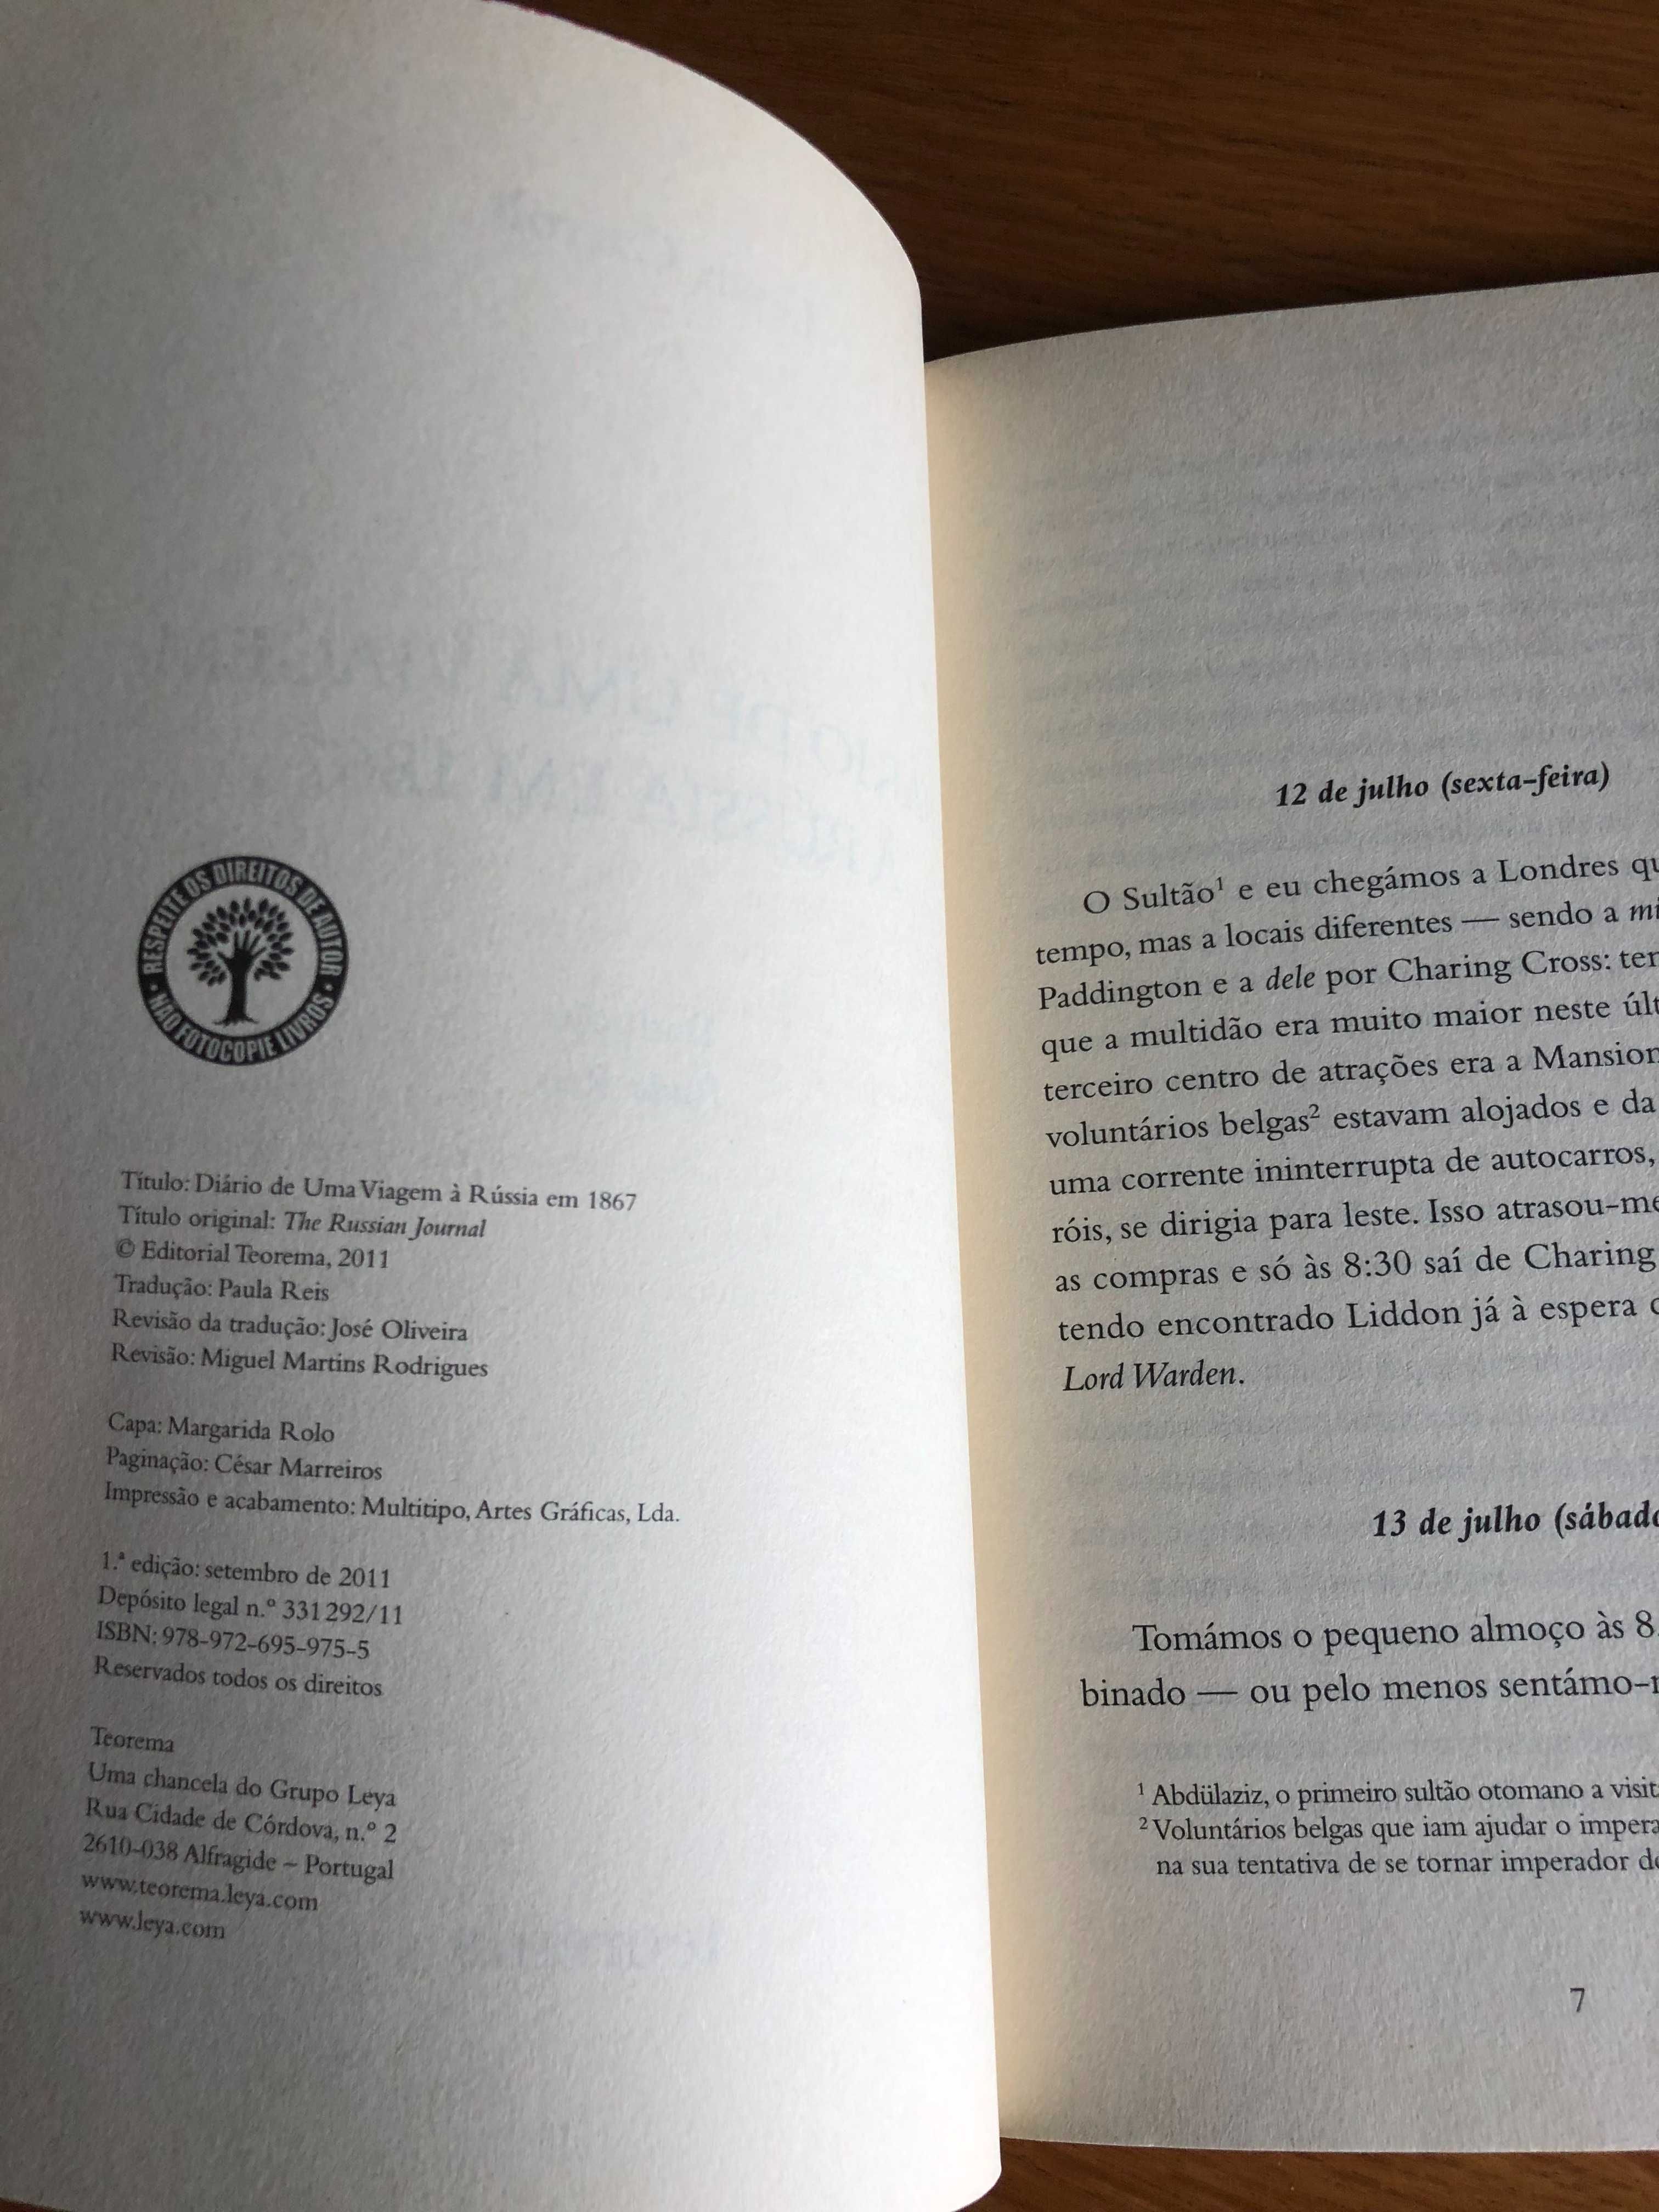 RESPEITE OS DIREITOS DE AUTOR
NÃO FOTOCOPIE LIVROS
Título: Diário de Uma Viagem à Rússia em 1867
Título original: The Russian Journal
© Editorial Teorema, 2011
Tradução: Paula Reis
Revisão da tradução: José Oliveira
Revisão: Miguel Martins Rodrigues
Capa: Margarida Rolo
Paginação: César Marreiros
Impressão e acabamento: Multitipo, Artes Gráficas, Lda.
1.ª edição: setembro de 2011
Depósito legal n.º 331292/11
ISBN: 978-972-695-975-5
Reservados todos os direitos
Teorema
Uma chancela do Grupo Leya
Rua Cidade de Córdova, n.º 2
2610-038 Alfragide – Portugal
www.teorema.leya.com
www.leya.com
12 de julho (sexta-feira)
O Sultão¹ e eu chegámos a Londres
tempo, mas a locais diferentes — sendo a
Paddington e a dele por Charing Cross:
que a multidão era muito maior neste
terceiro centro de atrações era a Mansion
voluntários belgas² estavam alojados e da
uma corrente ininterrupta de autocarros,
róis, se dirigia para leste. Isso atrasou-me
as compras e só às 8:30 saí de Charing
tendo encontrado Liddon já à espera
Lord Warden.
13 de julho (sábado
Tomámos o pequeno almoço às 8
binado — ou pelo menos sentámo-
¹ Abdülaziz, o primeiro sultão otomano a
² Voluntários belgas que iam ajudar o
na sua tentativa de se tornar imperador
7